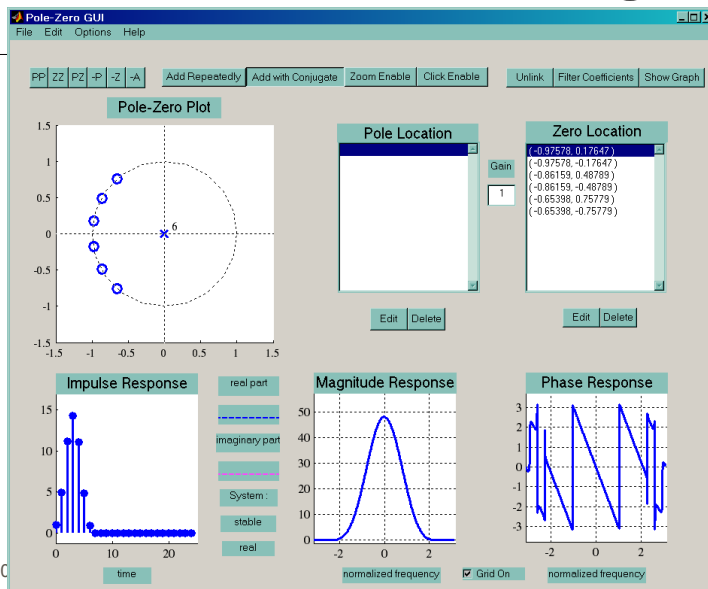 Pole-Zero GUI
File Edit Options Help
PP ZZ PZ -P -Z -A Add Repeatedly Add with Conjugate Zoom Enable Click Enable Unlink Filter Coefficients Show Graph
Pole-Zero Plot
1.5
1
0.5
0
-0.5
-1
-1.5
6
-1.5 -1 -0.5 0 0.5 1 1.5
Pole Location
Edit Delete
Gain
1
Zero Location
(-0.97578, 0.17647)
(-0.97578, -0.17647)
(-0.86159, 0.48789)
(-0.86159, -0.48789)
(-0.65398, 0.75779)
(-0.65398, -0.75779)
Edit Delete
Impulse Response
15
10
5
0
0 10 20
time
real part
imaginary part
System :
stable
real
Magnitude Response
50
40
30
20
10
0
-2 0 2
normalized frequency
Grid On
Phase Response
3
2
1
0
-1
-2
-3
-2 0 2
normalized frequency